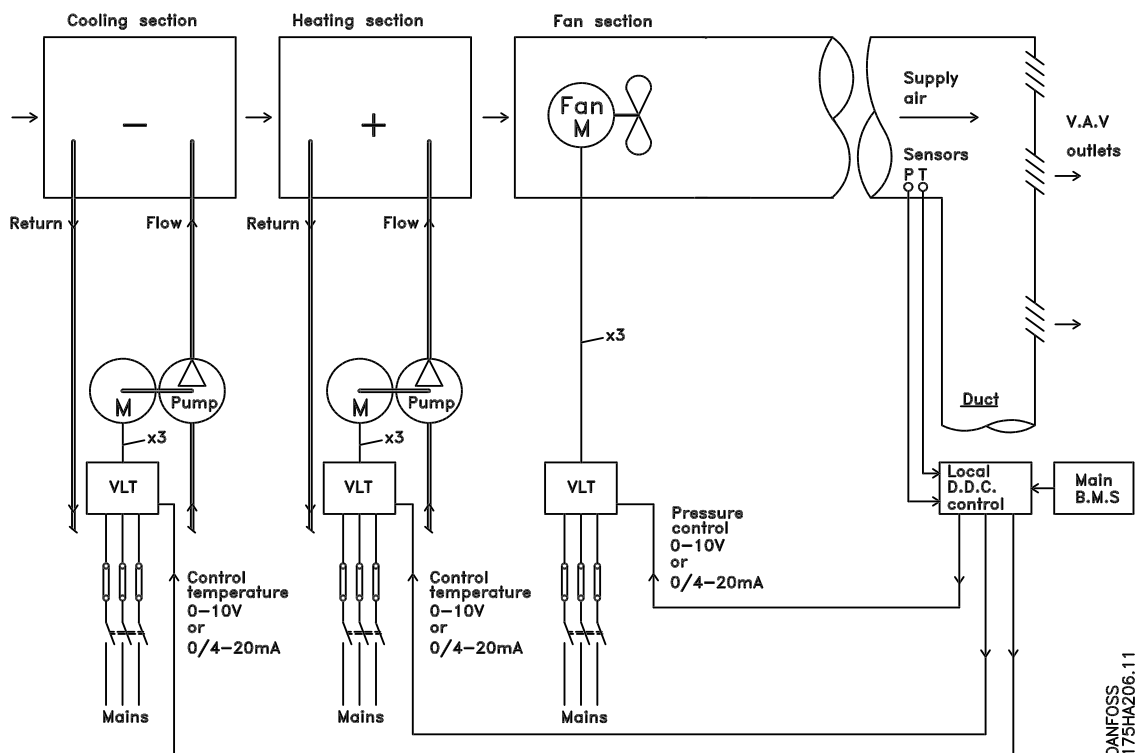 Cooling section
Heating section
Fan section
−
+
Fan
M
Supply
air
Sensors
P T
V.A.V
outlets
Return
Flow
Return
Flow
x3
Duct
M
Pump
M
Pump
x3
x3
VLT
VLT
VLT
Local
D.D.C.
control
Main
B.M.S
Pressure
control
0−10V
or
0/4−20mA
Control
temperature
0−10V
or
0/4−20mA
Control
temperature
0−10V
or
0/4−20mA
Mains
Mains
Mains
DANFOSS
175HA206.11